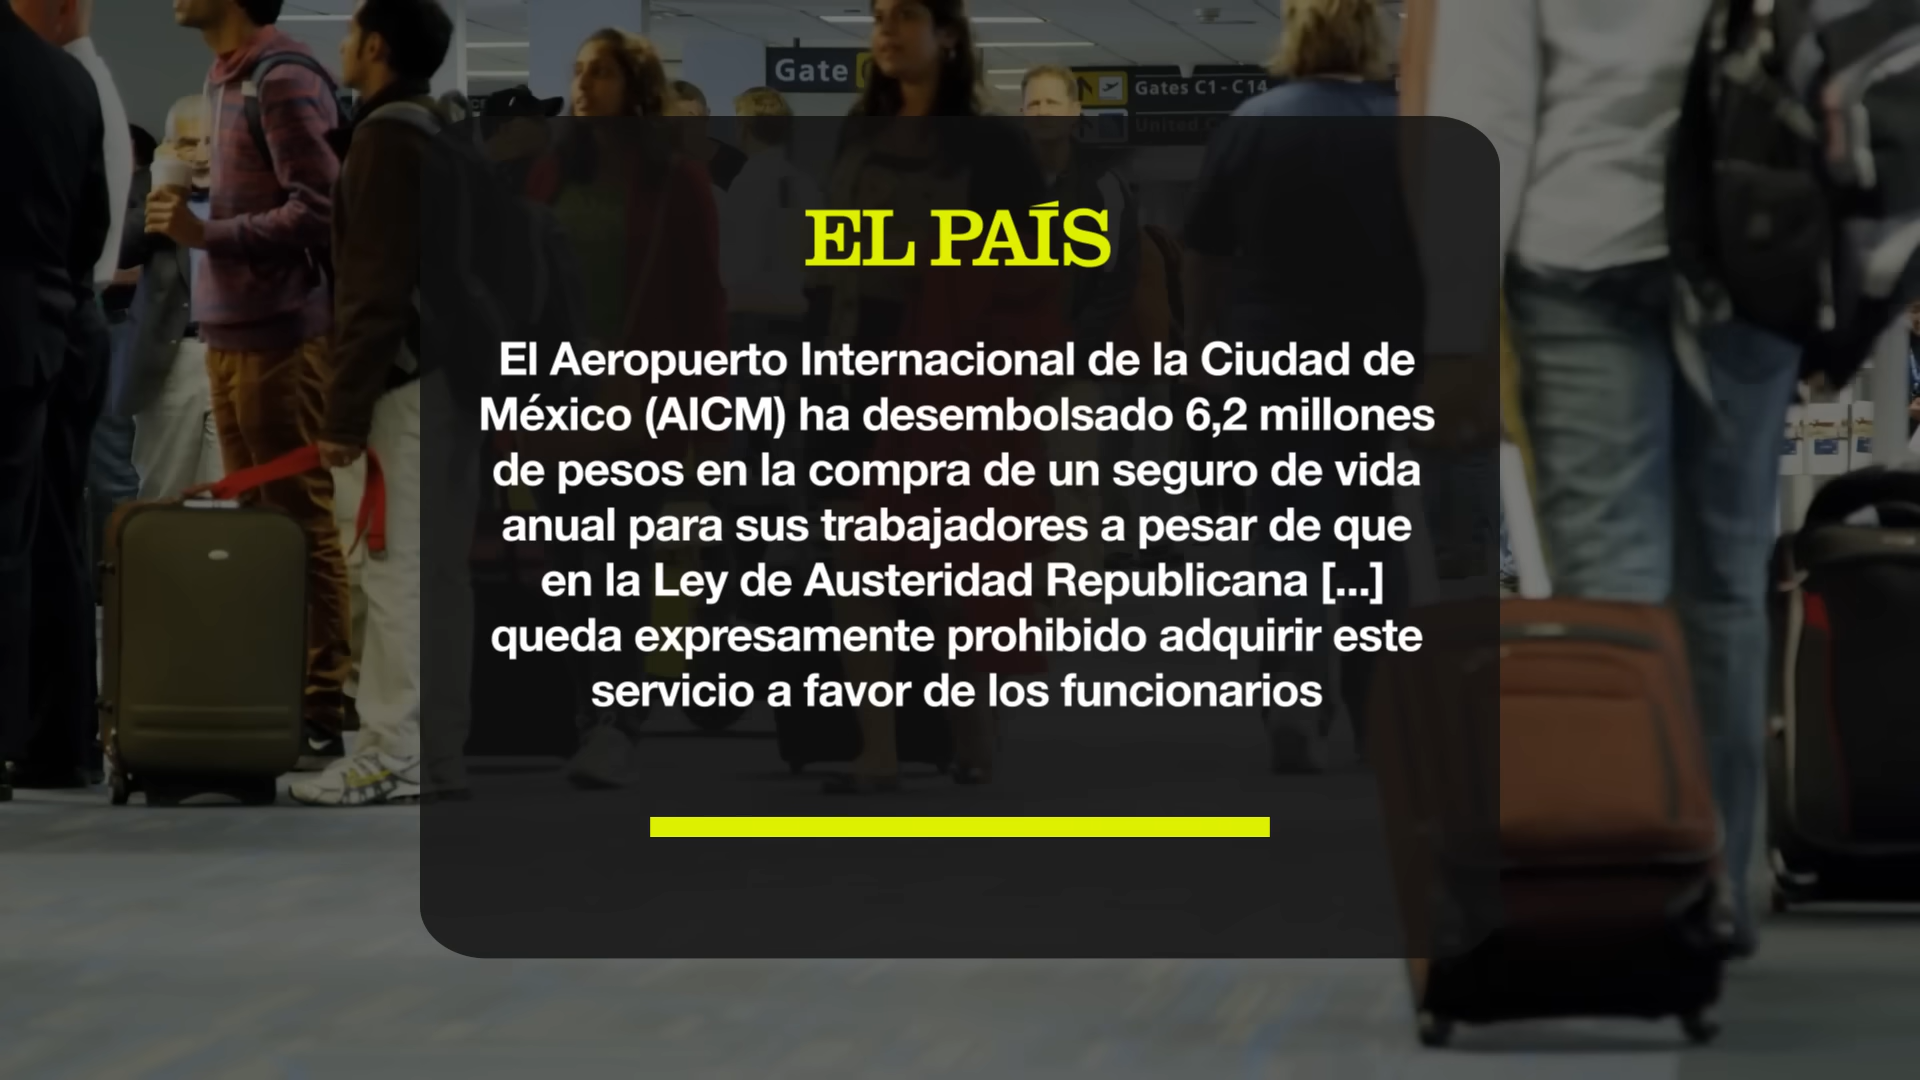 Gate
Gates C1-C14
United
EL PAÍS
El Aeropuerto Internacional de la Ciudad de
México (AICM) ha desembolsado 6,2 millones
de pesos en la compra de un seguro de vida
anual para sus trabajadores a pesar de que
en la Ley de Austeridad Republicana [...]
queda expresamente prohibido adquirir este
servicio a favor de los funcionarios